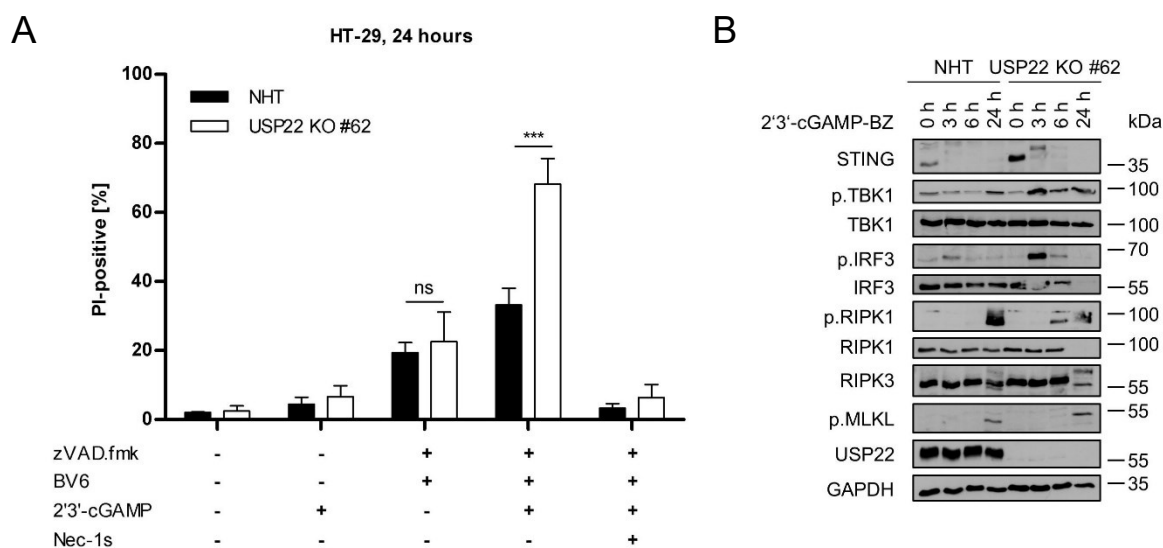 A
HT-29, 24 hours
PI-positive [%]
100
80
60
40
20
0
NHT
USP22 KO #62
ns
***
zVAD.fmk - - + + +
BV6 - - + + +
2'3'-cGAMP - + - + +
Nec-1s - - - - +
B
NHT USP22 KO #62
2'3'-cGAMP-BZ 0 h 3 h 6 h 24 h 0 h 3 h 6 h 24 h kDa
STING 35
p.TBK1 100
TBK1 100
p.IRF3 70
IRF3 55
p.RIPK1 100
RIPK1 100
RIPK3 55
p.MLKL 55
USP22 55
GAPDH 35